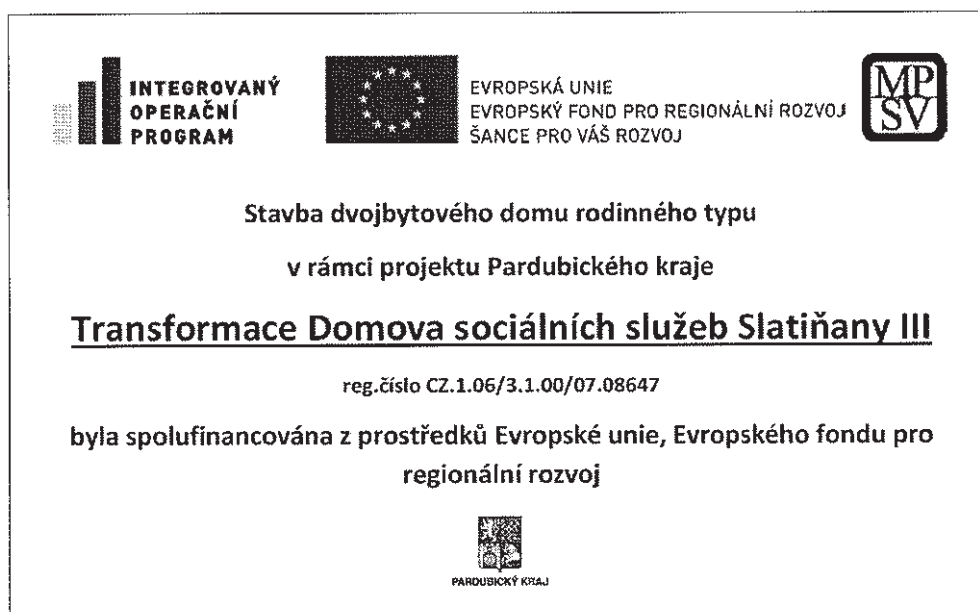 INTEGROVANÝ
OPERAČNÍ
PROGRAM
EVROPSKÁ UNIE
EVROPSKÝ FOND PRO REGIONÁLNÍ ROZVOJ
ŠANCE PRO VÁŠ ROZVOJ
MP
SV
Stavba dvojbytového domu rodinného typu
v rámci projektu Pardubického kraje
Transformace Domova sociálních služeb Slatiňany III
reg.číslo CZ.1.06/3.1.00/07.08647
byla spolufinancována z prostředků Evropské unie, Evropského fondu pro
regionální rozvoj
PARDUBICKÝ KRAJ